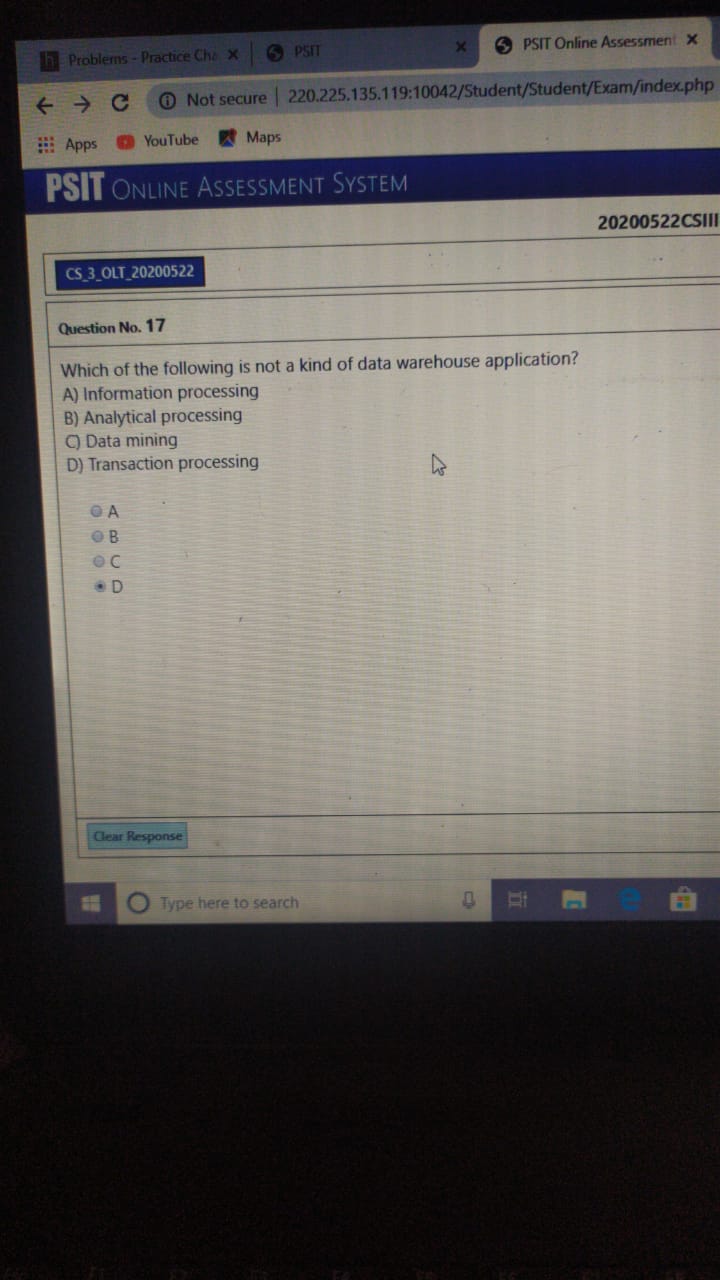 Problems - Practice Cha
PSIT
PSIT Online Assessment
Not secure | 220.225.135.119:10042/Student/Student/Exam/index.php
Apps
YouTube
Maps
PSIT ONLINE ASSESSMENT SYSTEM
20200522CSIII
CS_3_OLT_20200522
Question No. 17
Which of the following is not a kind of data warehouse application?
A) Information processing
B) Analytical processing
C) Data mining
D) Transaction processing
A
B
C
D
Clear Response
Type here to search